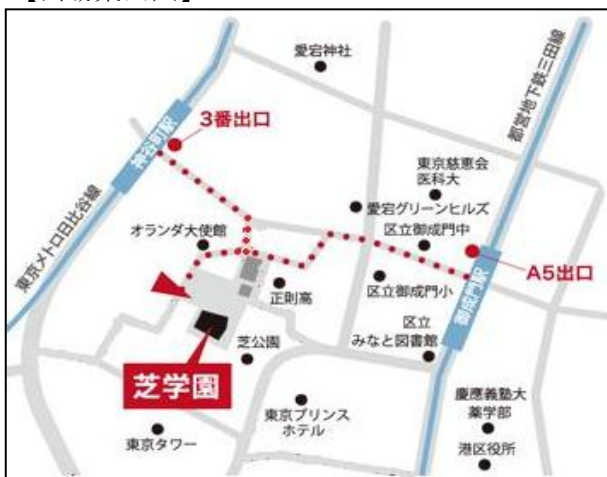 愛宕神社
都営地下鉄三田線
3番出口
神谷町駅
東京慈恵会
医科大
愛宕グリーンヒルズ
オランダ大使館
区立御成門中
東京メトロ日比谷線
A5出口
正則高
区立御成門小
御成門駅
区立
みなと図書館
芝公園
芝学園
慶應義塾大
薬学部
東京プリンス
ホテル
東京タワー
港区役所